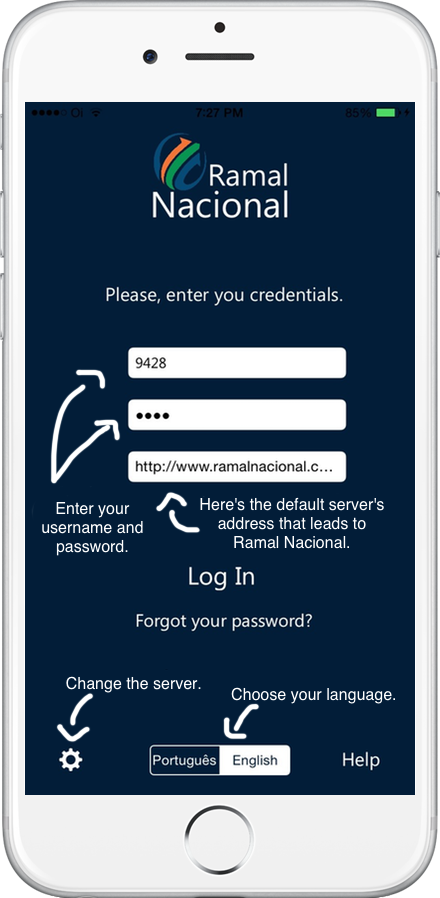 Oi 7:27 PM 85%
Ramal
Nacional
Please, enter you credentials.
9428
••••
http://www.ramalnacional.c...
Enter your
username and
password.
Here's the default server's
address that leads to
Ramal Nacional.
Log In
Forgot your password?
Change the server.
Choose your language.
Português English Help